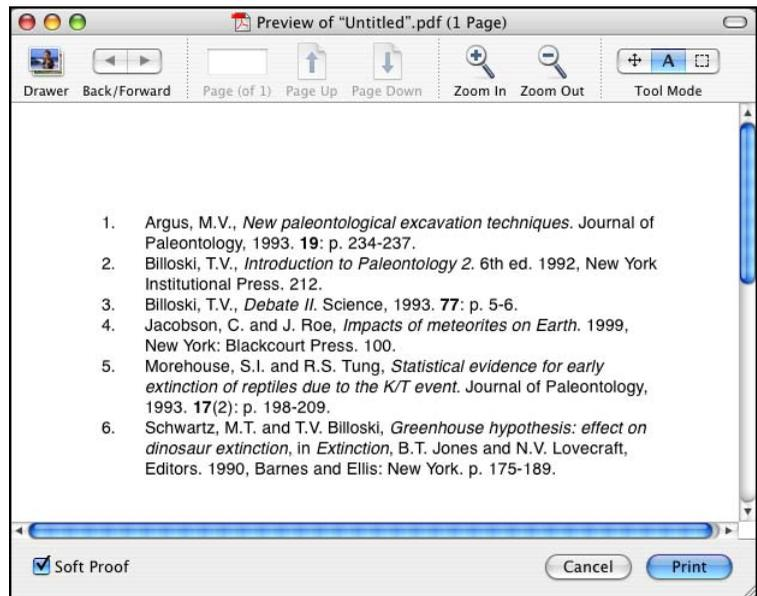 Preview of “Untitled”.pdf (1 Page)
Drawer Back/Forward Page (of 1) Page Up Page Down Zoom In Zoom Out A Tool Mode
1. Argus, M.V., New paleontological excavation techniques. Journal of
Paleontology, 1993. 19: p. 234-237.
2. Billoski, T.V., Introduction to Paleontology 2. 6th ed. 1992, New York
Institutional Press. 212.
3. Billoski, T.V., Debate II. Science, 1993. 77: p. 5-6.
4. Jacobson, C. and J. Roe, Impacts of meteorites on Earth. 1999,
New York: Blackcourt Press. 100.
5. Morehouse, S.I. and R.S. Tung, Statistical evidence for early
extinction of reptiles due to the K/T event. Journal of Paleontology,
1993. 17(2): p. 198-209.
6. Schwartz, M.T. and T.V. Billoski, Greenhouse hypothesis: effect on
dinosaur extinction, in Extinction, B.T. Jones and N.V. Lovecraft,
Editors. 1990, Barnes and Ellis: New York. p. 175-189.
Soft Proof Cancel Print